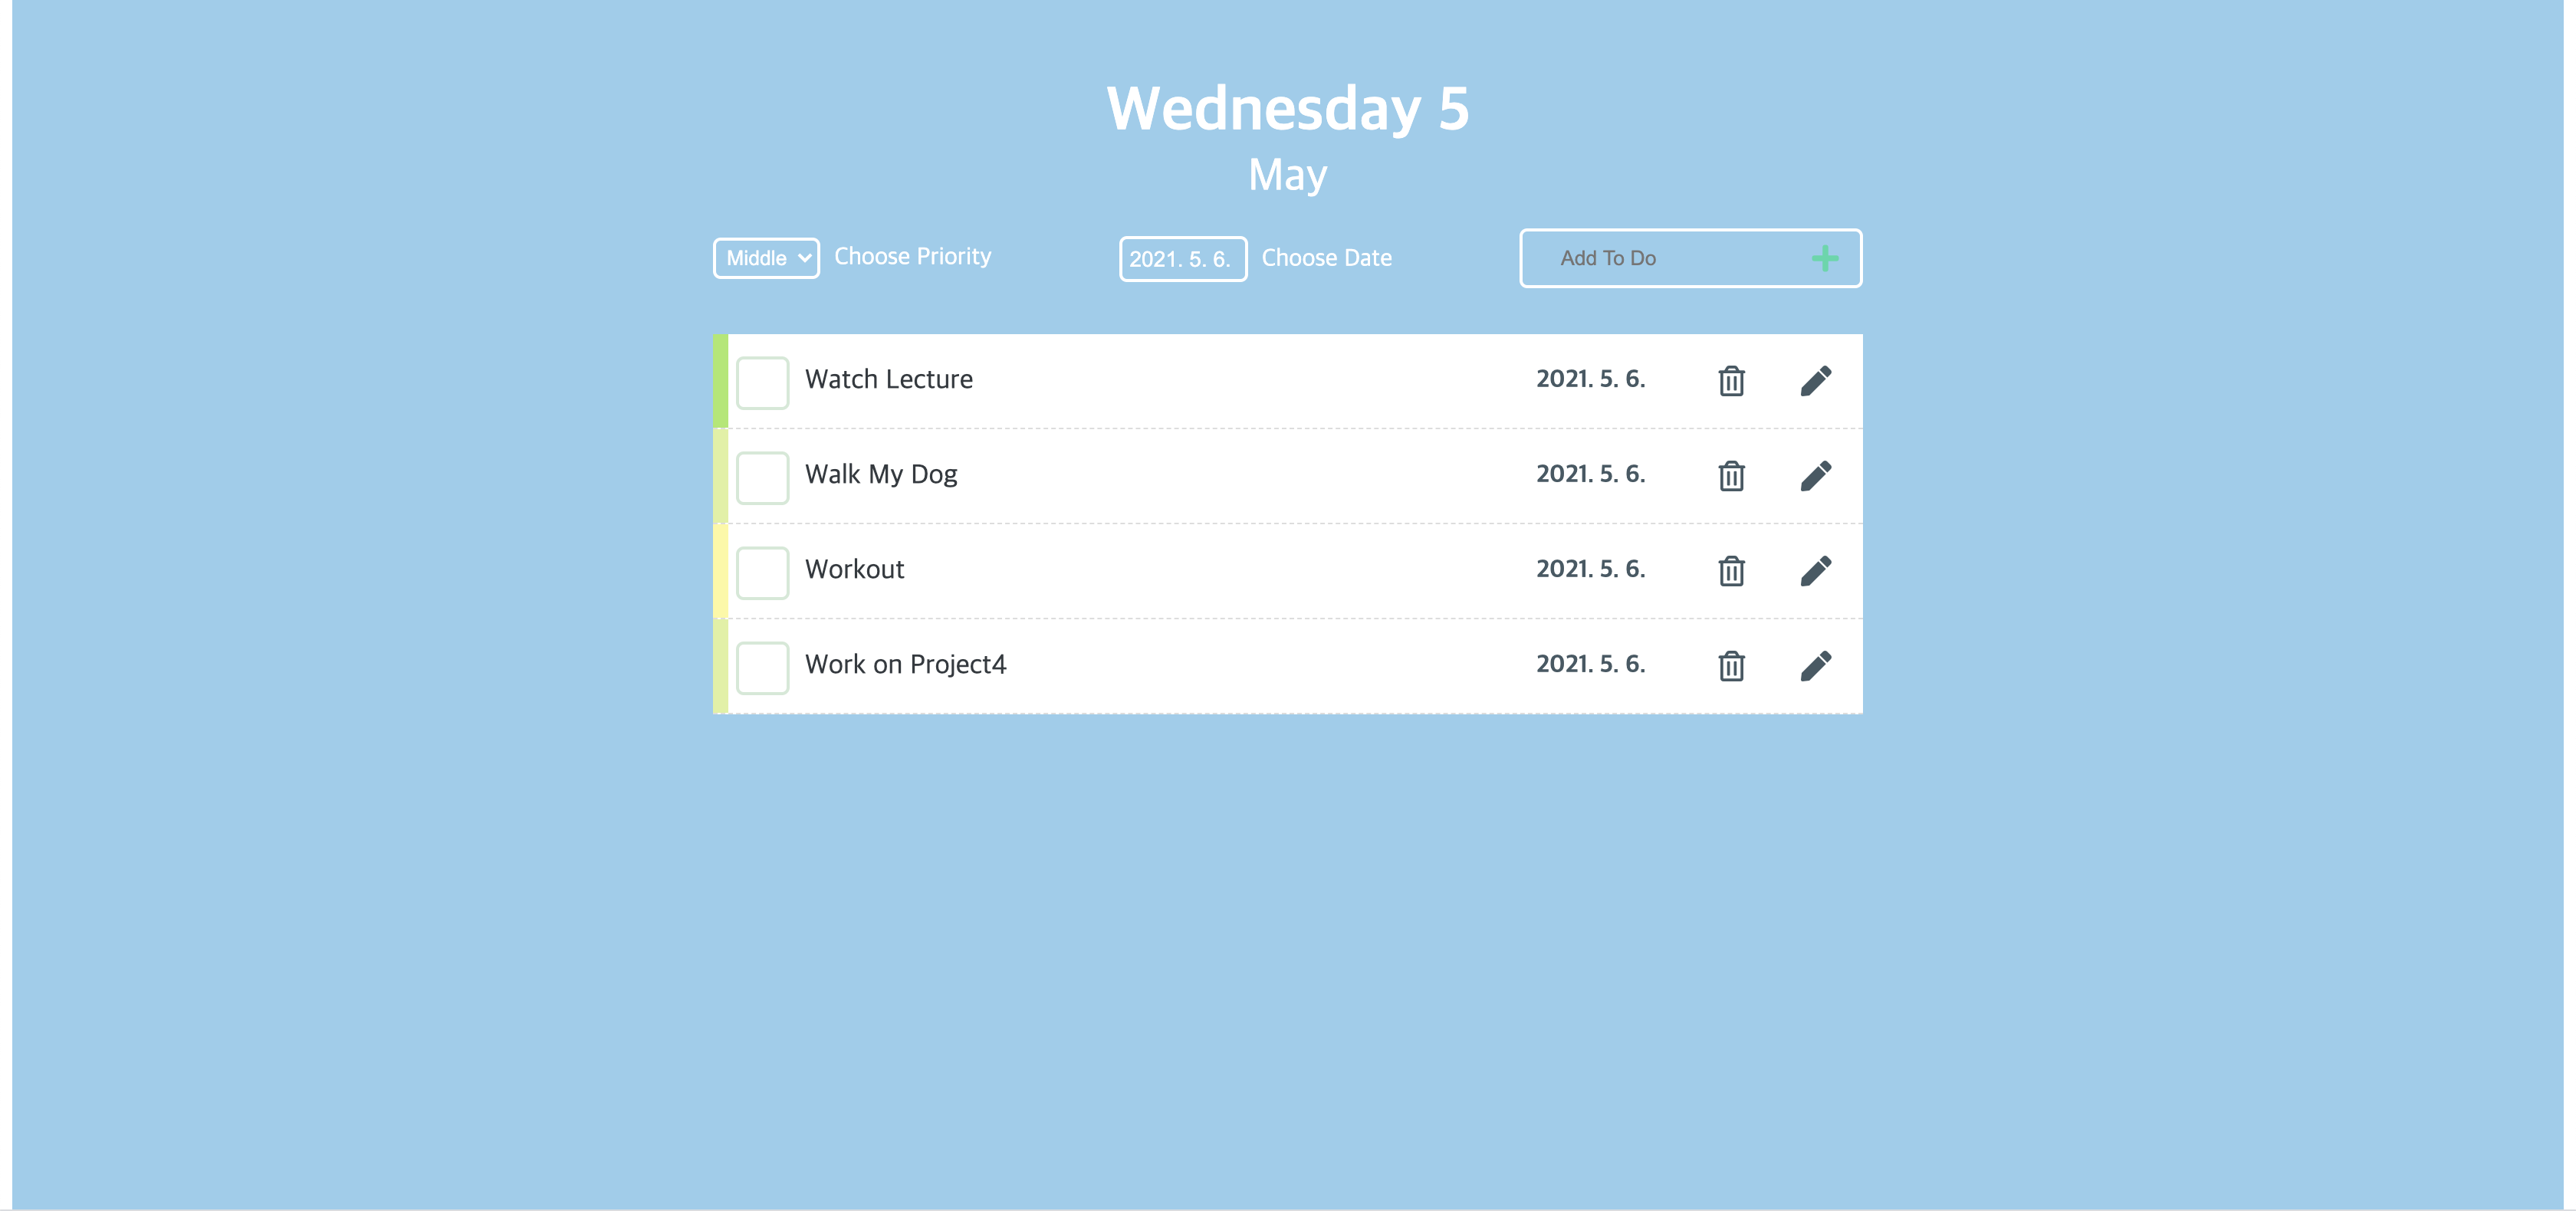 Wednesday 5
May
Middle Choose Priority 2021. 5. 6. Choose Date Add To Do
Watch Lecture 2021. 5. 6.
Walk My Dog 2021. 5. 6.
Workout 2021. 5. 6.
Work on Project4 2021. 5. 6.